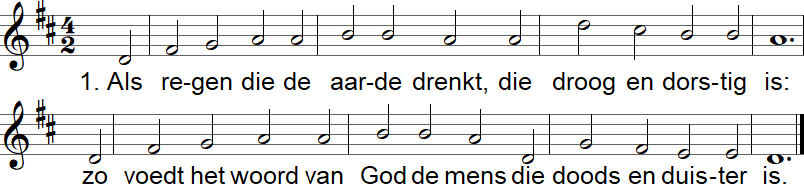 1. Als re-gen die de aar-de drenkt, die droog en dors-tig is:
zo voedt het woord van God de mens die doods en duis-ter is.